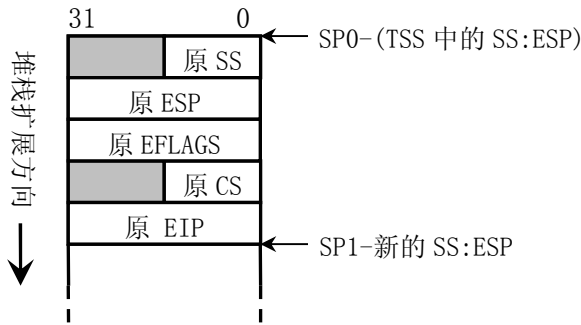 31 0
SP0-(TSS 中的 SS:ESP)
原 SS
原 ESP
原 EFLAGS
原 CS
原 EIP
SP1-新的 SS:ESP
堆栈扩展方向